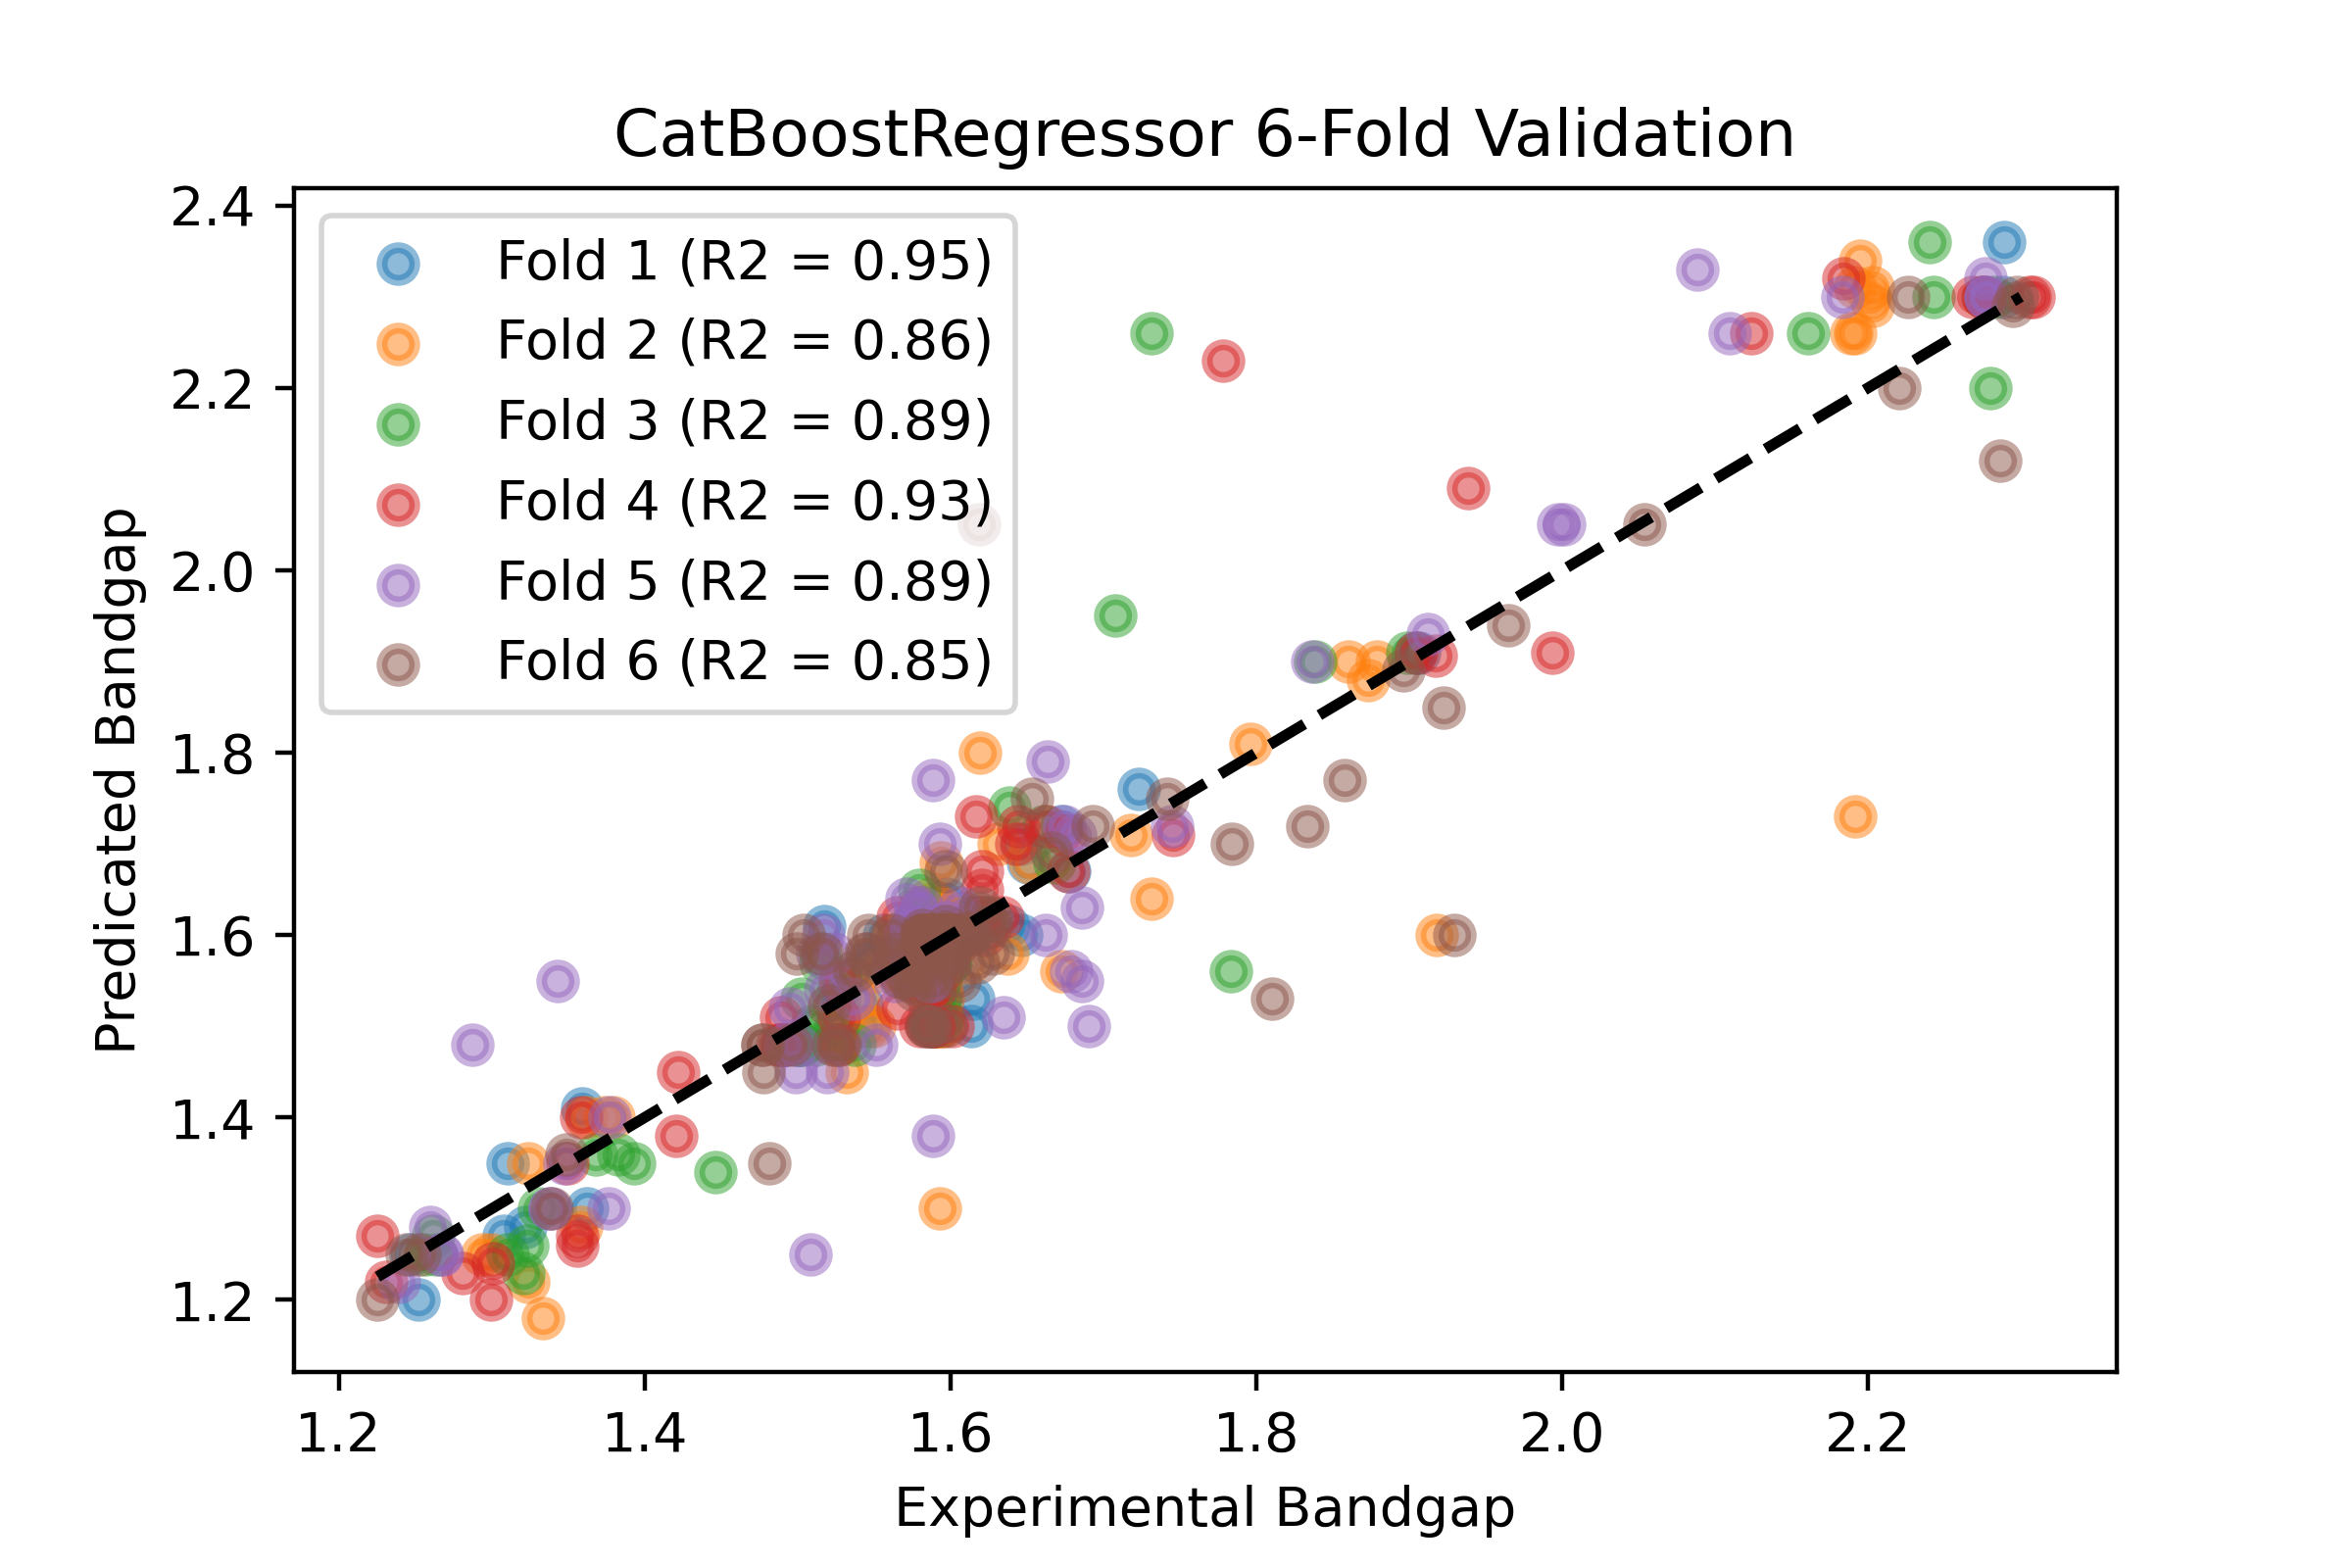 CatBoostRegressor 6-Fold Validation
2.4
2.2
2.0
1.8
1.6
1.4
1.2
Predicated Bandgap
Fold 1 (R2 = 0.95)
Fold 2 (R2 = 0.86)
Fold 3 (R2 = 0.89)
Fold 4 (R2 = 0.93)
Fold 5 (R2 = 0.89)
Fold 6 (R2 = 0.85)
1.2 1.4 1.6 1.8 2.0 2.2
Experimental Bandgap